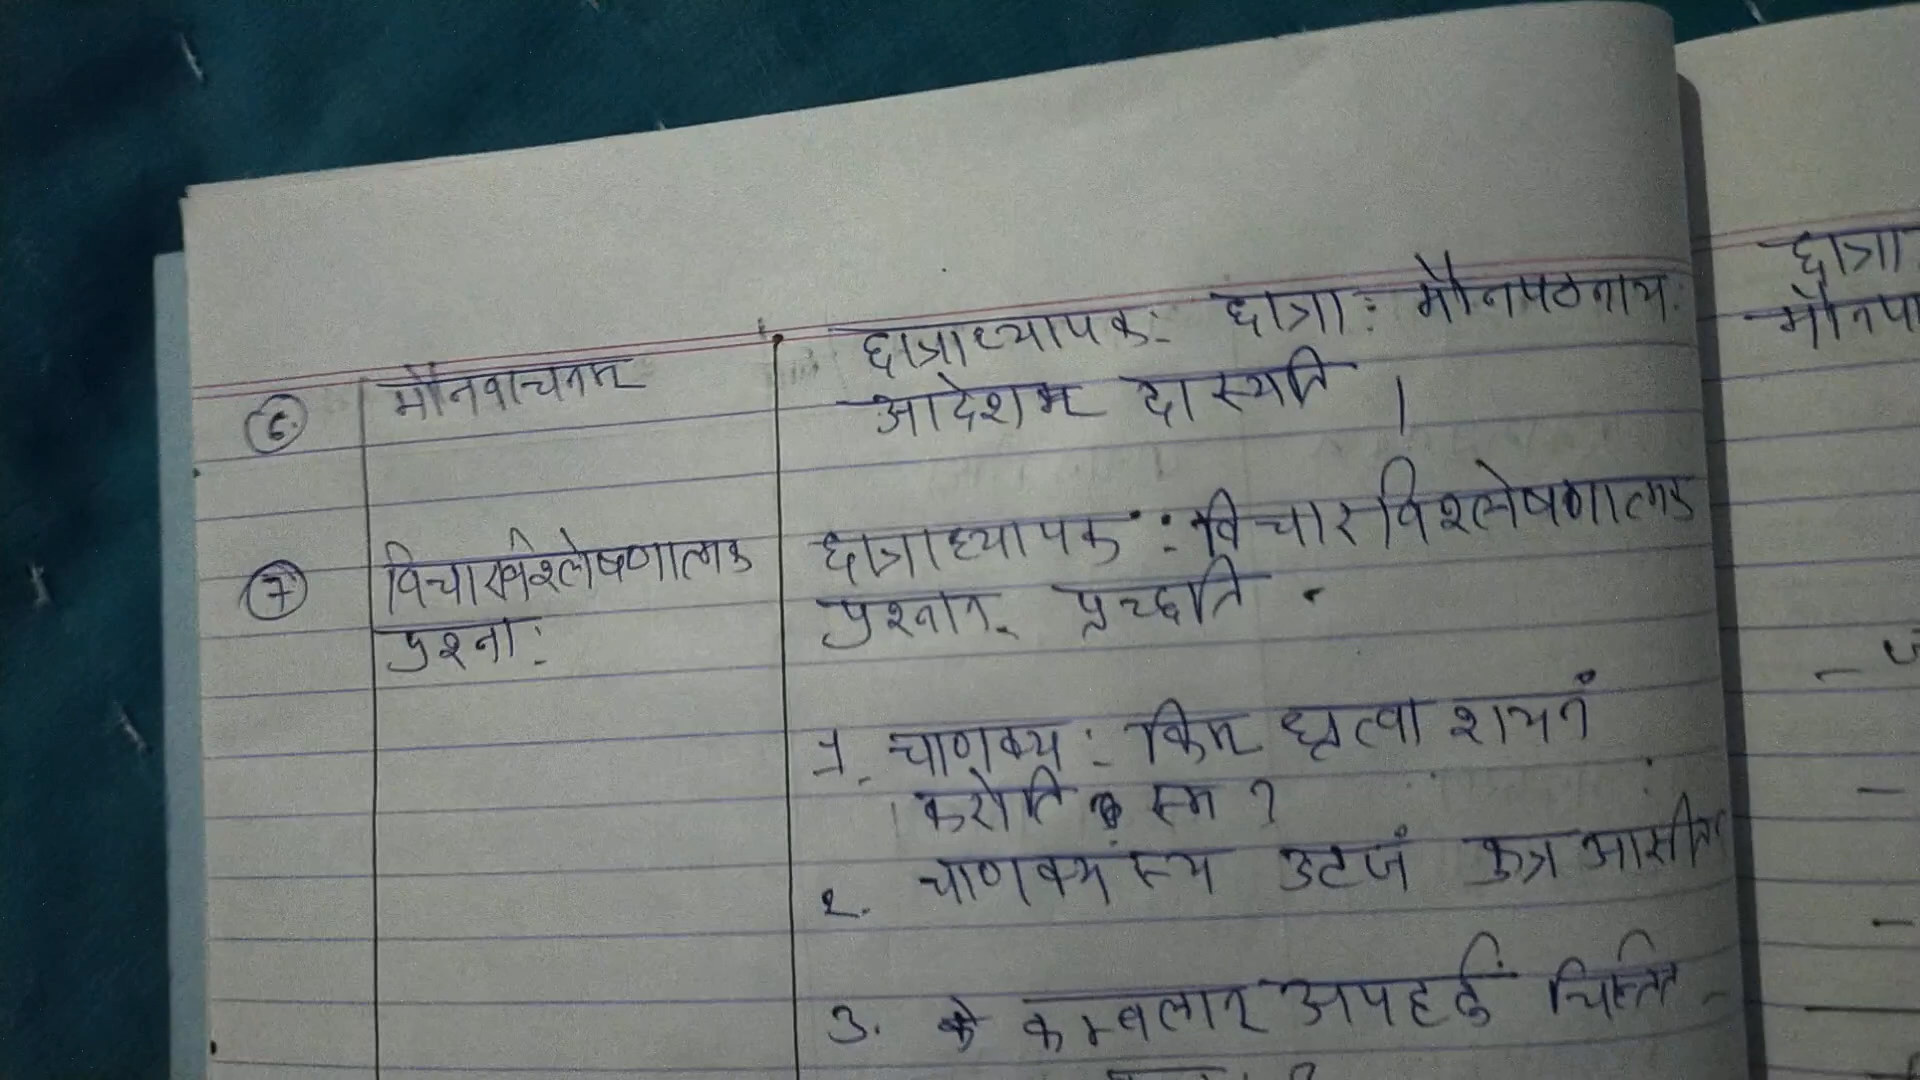 छात्राध्यापक: छात्रा: मौनपठनाय
6. मौनवाचनम्
आदेशम् दास्यति ।
7 विचारविश्लेषणात्मक
प्रश्ना:
छात्राध्यापक: विचारविश्लेषणात्मक
प्रश्नान् पृच्छति -
1. चाणक्य: किम् धृत्वा शयनं
करोति स्म ?
2. चाणक्यस्य उटजं कुत्र आसीत्
3. के कम्बलान् अपहर्तुं
छात्रा